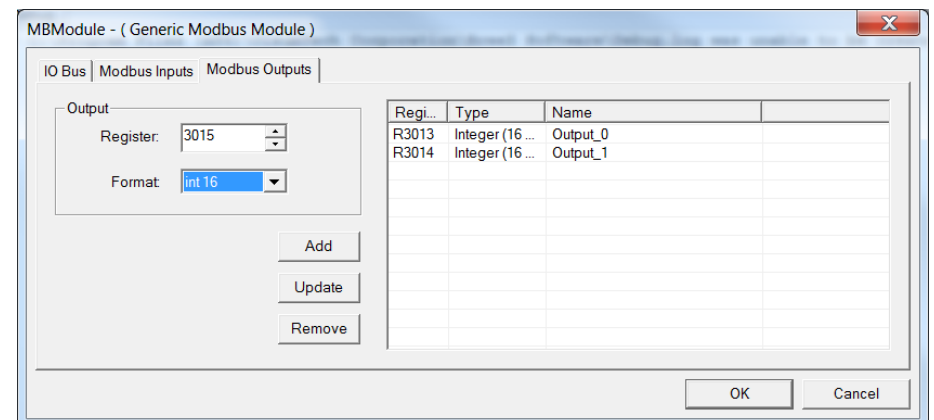 MBModule - ( Generic Modbus Module )
IO Bus Modbus Inputs Modbus Outputs
Output
Register: 3015
Format: int 16
Add
Update
Remove
Regi... Type Name
R3013 Integer (16 ... Output_0
R3014 Integer (16 ... Output_1
OK Cancel